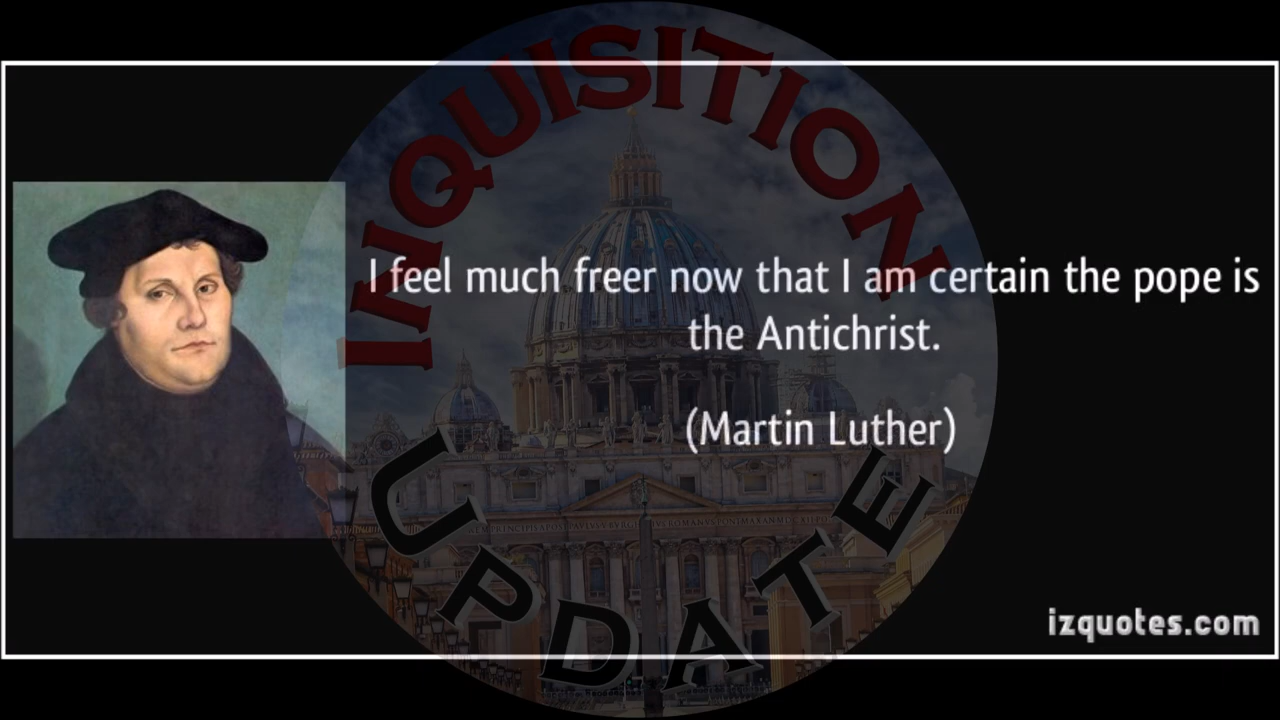 INQUISITION
I feel much freer now that I am certain the pope is
the Antichrist.
(Martin Luther)
UPDATE
izquotes.com